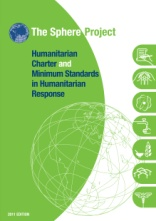 The Sphere Project
Humanitarian
Charter and
Minimum Standards
in Humanitarian
Response
2011 EDITION